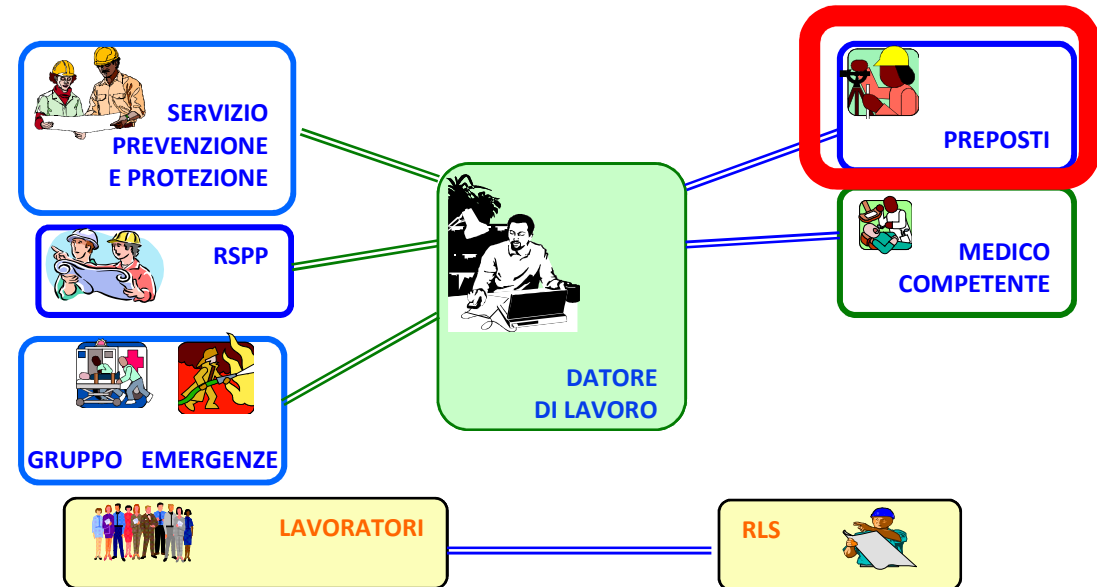 SERVIZIO
PREVENZIONE
E PROTEZIONE
RSPP
GRUPPO EMERGENZE
DATORE
DI LAVORO
PREPOSTI
MEDICO
COMPETENTE
LAVORATORI
RLS